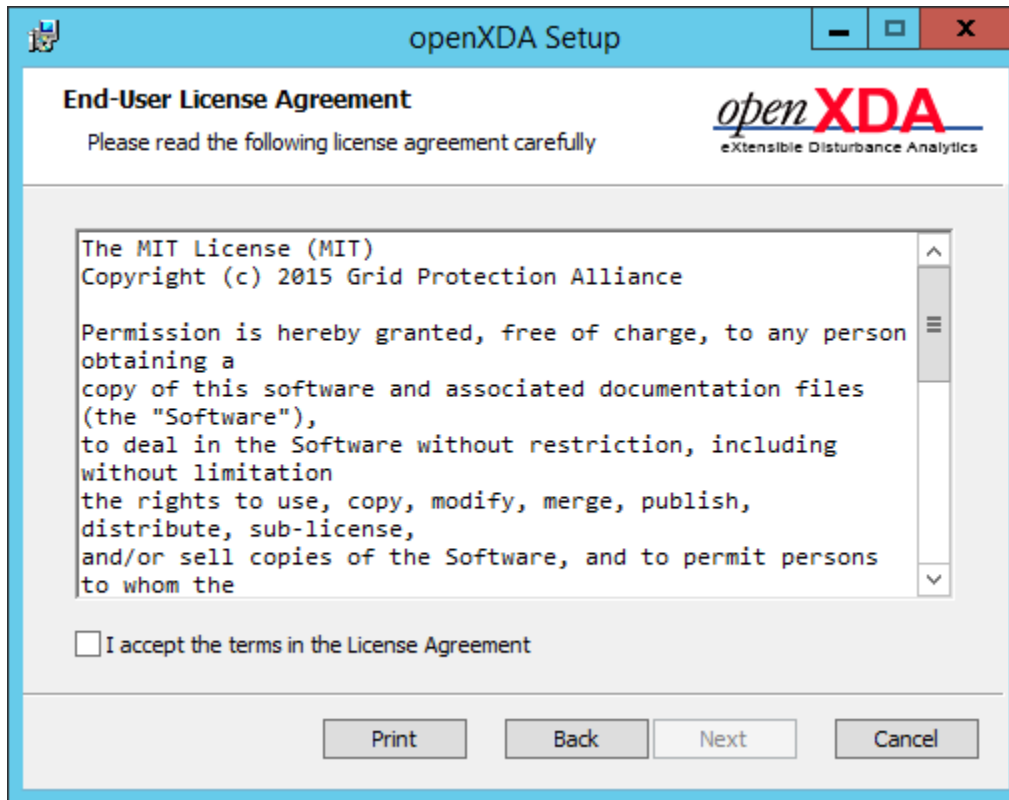 openXDA Setup
End-User License Agreement
Please read the following license agreement carefully
open XDA
eXtensible Disturbance Analytics
The MIT License (MIT)
Copyright (c) 2015 Grid Protection Alliance
Permission is hereby granted, free of charge, to any person
obtaining a
copy of this software and associated documentation files
(the "Software"),
to deal in the Software without restriction, including
without limitation
the rights to use, copy, modify, merge, publish,
distribute, sub-license,
and/or sell copies of the Software, and to permit persons
to whom the
I accept the terms in the License Agreement
Print Back Next Cancel